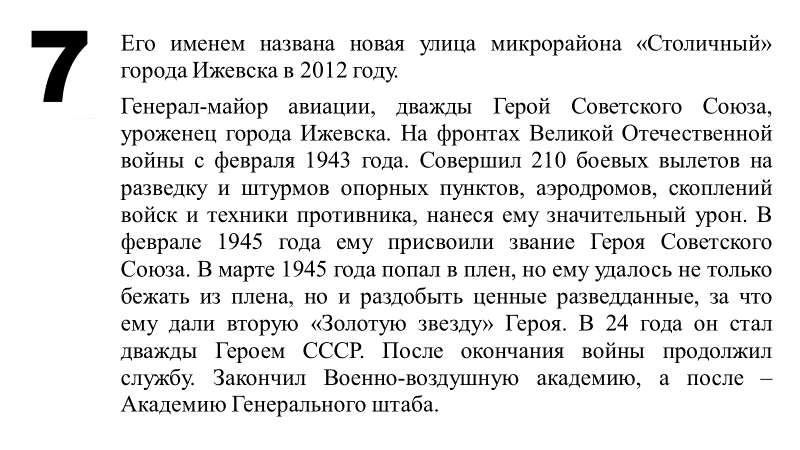 7
Его именем названа новая улица микрорайона «Столичный»
города Ижевска в 2012 году.
Генерал-майор авиации, дважды Герой Советского Союза,
уроженец города Ижевска. На фронтах Великой Отечественной
войны с февраля 1943 года. Совершил 210 боевых вылетов на
разведку и штурмов опорных пунктов, аэродромов, скоплений
войск и техники противника, нанеся ему значительный урон. В
феврале 1945 года ему присвоили звание Героя Советского
Союза. В марте 1945 года попал в плен, но ему удалось не только
бежать из плена, но и раздобыть ценные разведданные, за что
ему дали вторую «Золотую звезду» Героя. В 24 года он стал
дважды Героем СССР. После окончания войны продолжил
службу. Закончил Военно-воздушную академию, а после –
Академию Генерального штаба.